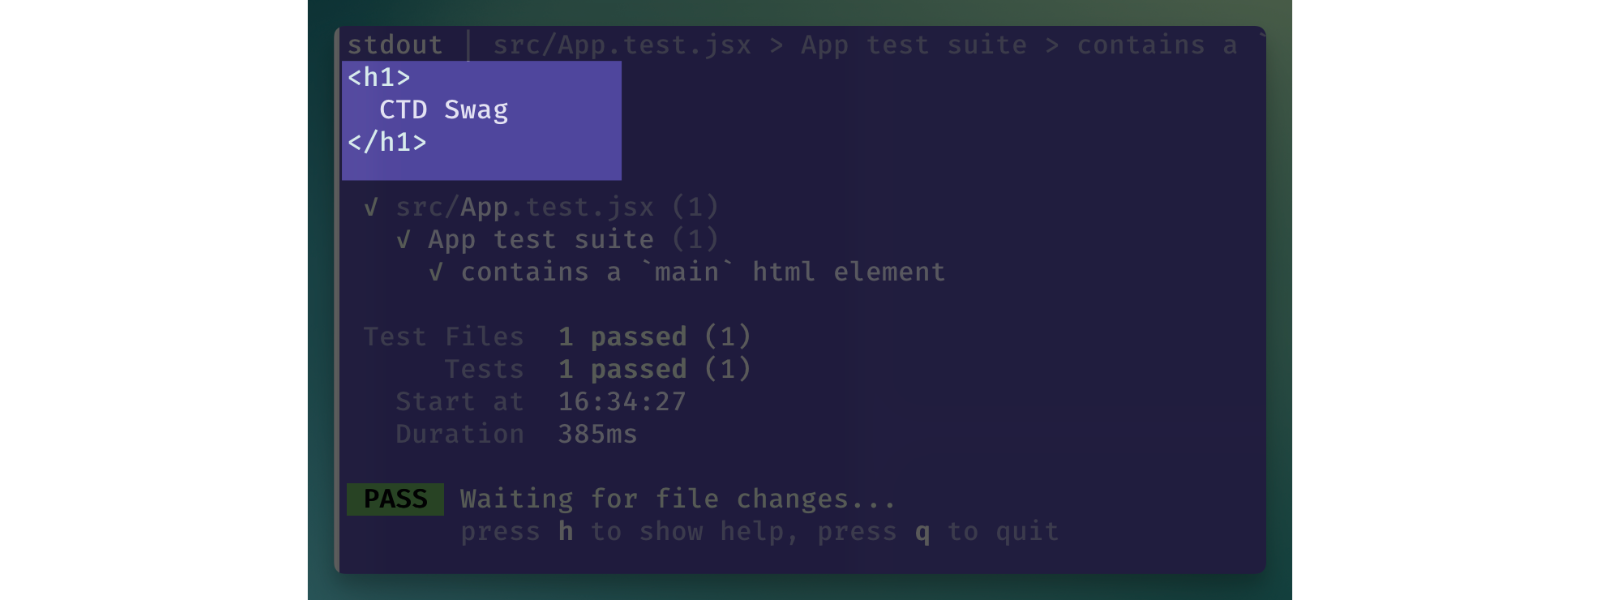 stdout | src/App.test.jsx > App test suite > contains a `
<h1>
  CTD Swag
</h1>
√ src/App.test.jsx (1)
√ App test suite (1)
√ contains a `main` html element
Test Files 1 passed (1)
Tests 1 passed (1)
Start at 16:34:27
Duration 385ms
PASS Waiting for file changes...
press h to show help, press q to quit